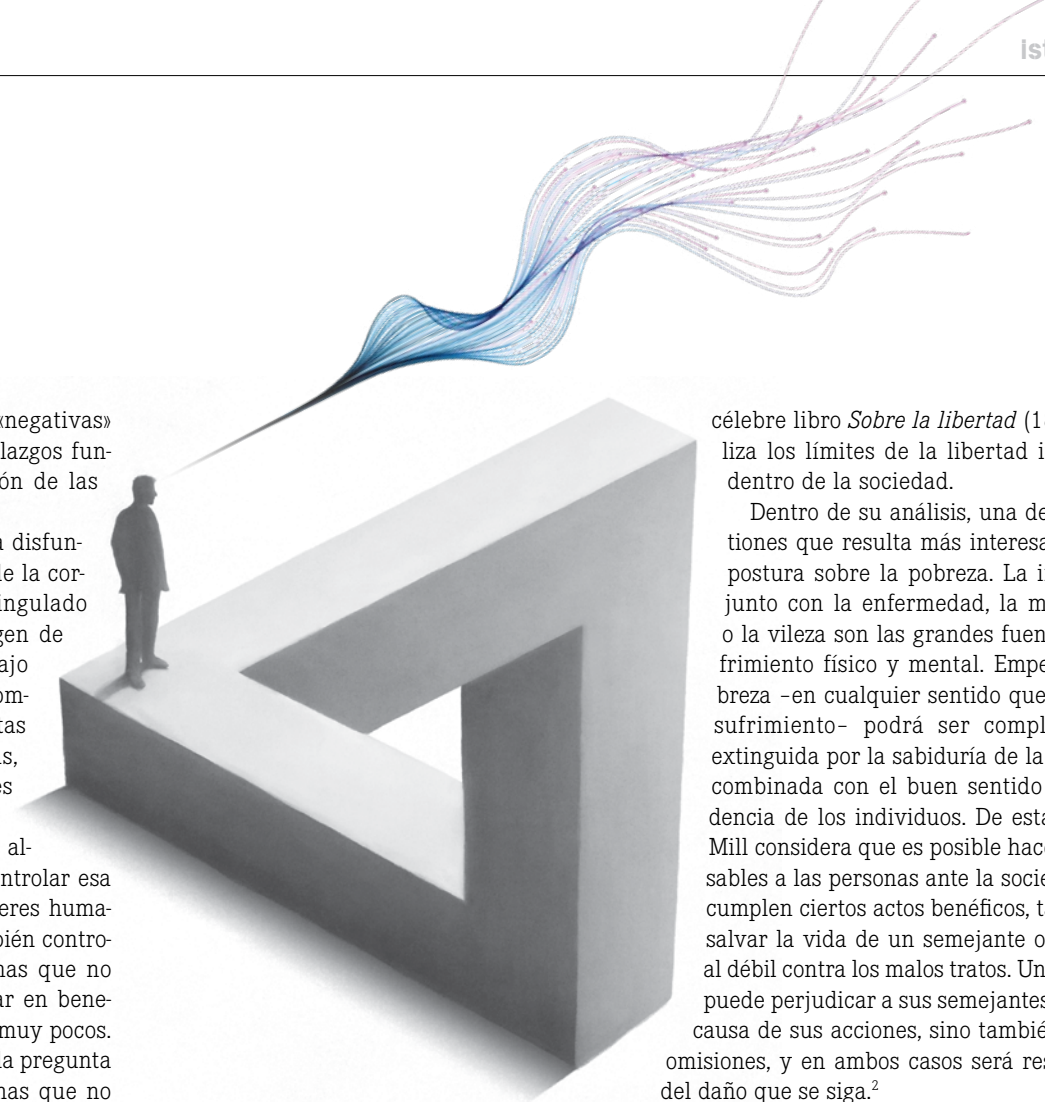 ist
«negativas»
lazgos fun-
ón de las
disfun-
de la cor-
ingulado
gen de
ajo
om-
tas
s,
es
al-
ntrolar esa
eres huma-
bién contro-
nas que no
ar en bene-
muy pocos.
la pregunta
nas que no
célebre libro Sobre la libertad (18
liza los límites de la libertad i
dentro de la sociedad.
Dentro de su análisis, una de
tiones que resulta más interesa
postura sobre la pobreza. La i
junto con la enfermedad, la m
o la vileza son las grandes fuen
frimiento físico y mental. Empe
breza –en cualquier sentido que
sufrimiento– podrá ser compl
extinguida por la sabiduría de la
combinada con el buen sentido
dencia de los individuos. De esta
Mill considera que es posible hace
sables a las personas ante la socie
cumplen ciertos actos benéficos, ta
salvar la vida de un semejante o
al débil contra los malos tratos. Un
puede perjudicar a sus semejantes
causa de sus acciones, sino tambié
omisiones, y en ambos casos será res
del daño que se siga.²